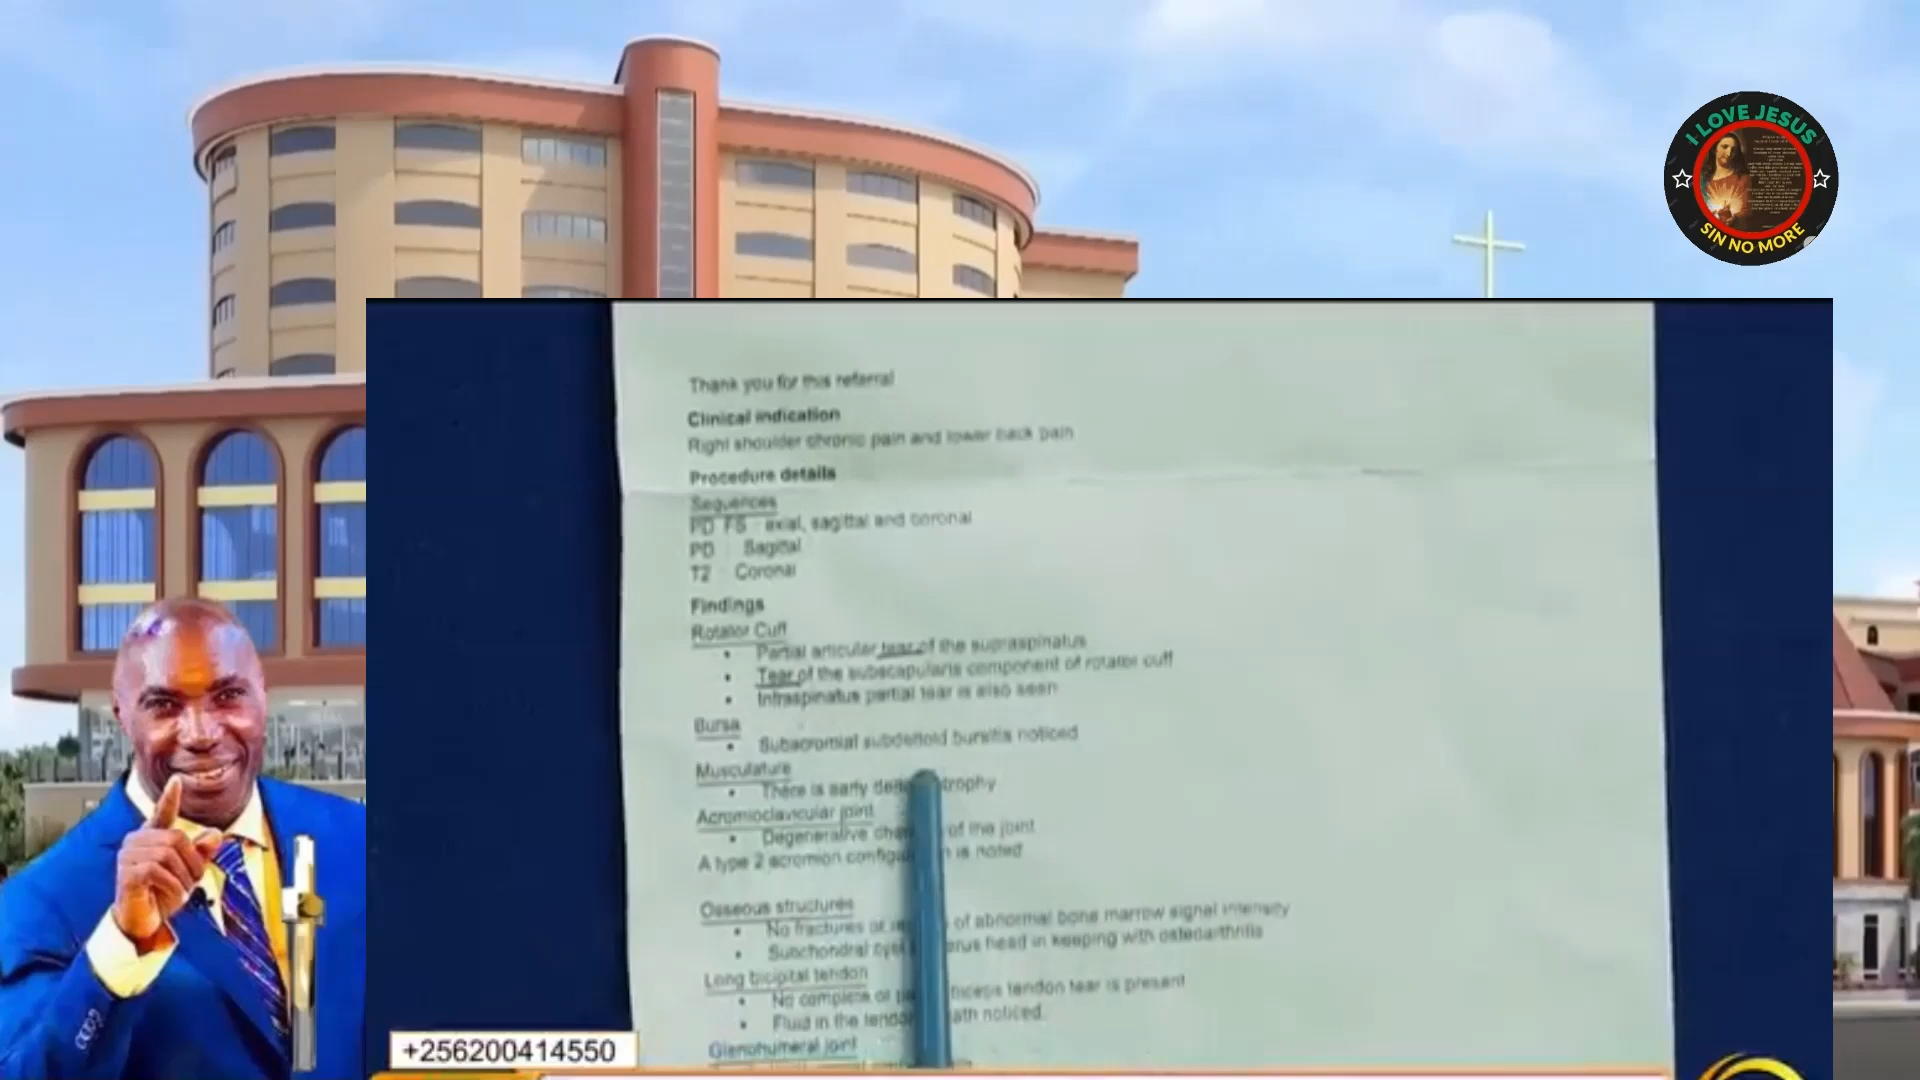 I LOVE JESUS
SIN NO MORE
Thank you for this referral
Clinical indication
Right shoulder chronic pain and lower back pain
Procedure details
Sequences
PD FS axial, sagittal and coronal
PD Sagittal
T2 Coronal
Findings
Rotator Cuff
Partial articular tear of the supraspinatus
Tear of the subscapularis component of rotator cuff
Infraspinatus partial tear is also seen
Bursa
Subacromial subdeltoid bursitis noticed
Musculature
There is early
Acromioclavicular joint
Degenerative of the joint
A type 2 acromion is noted
Osseous structures
No fractures or of abnormal bone marrow signal intensity
Subchondral head in keeping with osteoarthritis
Long bicipital tendon
No complete or biceps tendon tear is present
Fluid in the noticed
Glenohumeral joint
+256200414550